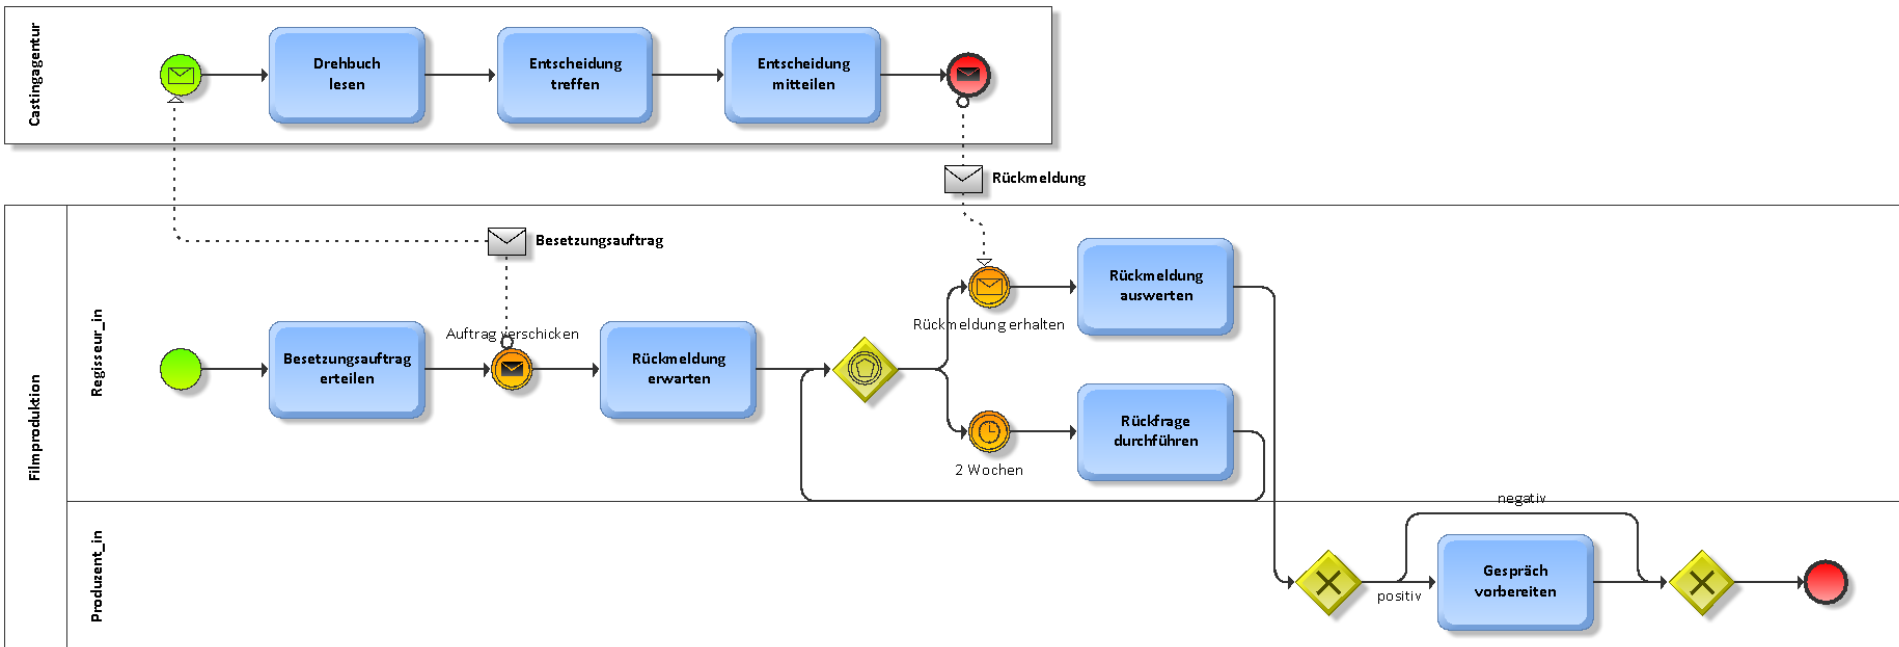 Castingagentur
Drehbuch
lesen
Entscheidung
treffen
Entscheidung
mitteilen
Rückmeldung
Besetzungsauftrag
Filmproduktion
Regisseur_in
Besetzungsauftrag
erteilen
Auftrag verschicken
Rückmeldung
erwarten
Rückmeldung erhalten
Rückmeldung
auswerten
2 Wochen
Rückfrage
durchführen
Produzent_in
negativ
positiv
Gespräch
vorbereiten